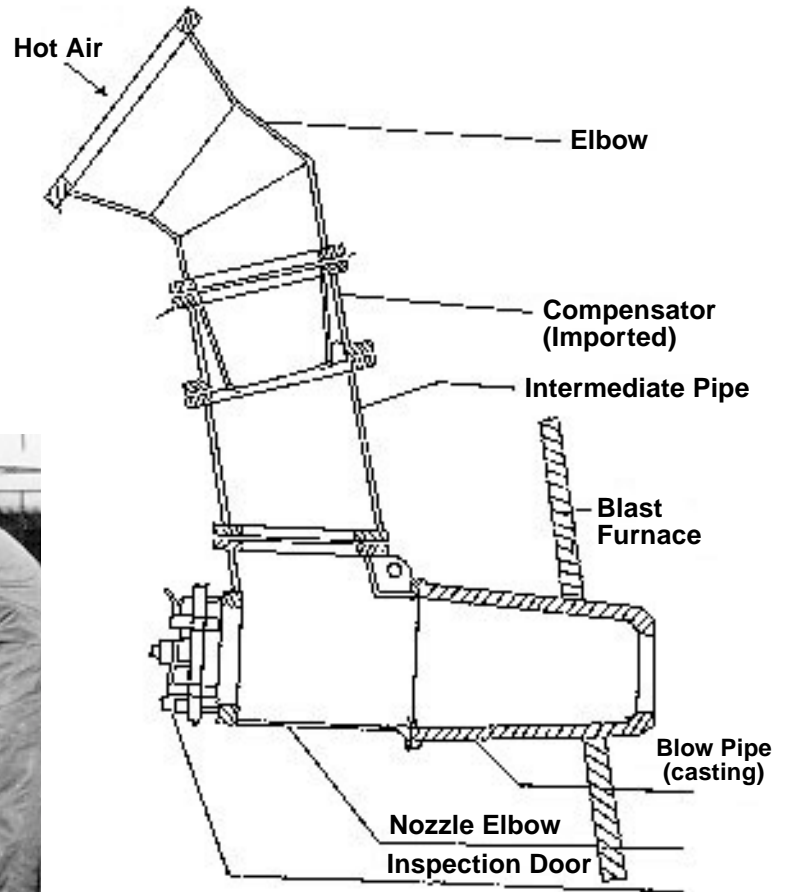 Hot Air
Elbow
Compensator
(Imported)
Intermediate Pipe
Blast
Furnace
Blow Pipe
(casting)
Nozzle Elbow
Inspection Door